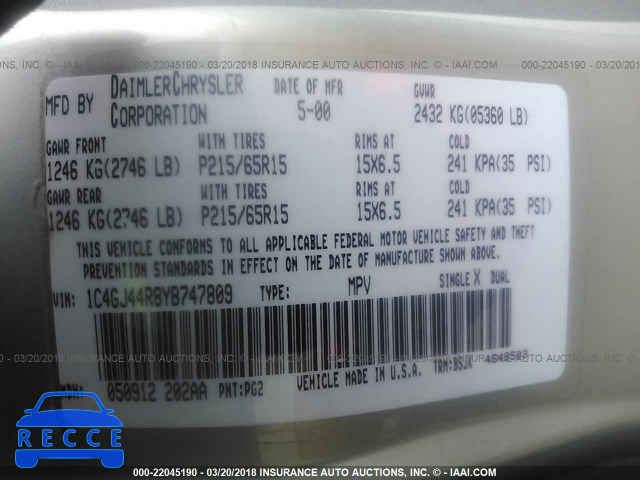 000-22045190 - 03/20/2018 INSURANCE AUTO AUCTIONS, INC. - © - IAAI.COM
MFD BY DAIMLERCHRYSLER CORPORATION
DATE OF MFR 5-00
GVWR 2432 KG(05360 LB)
GAWR FRONT WITH TIRES RIMS AT COLD
1246 KG(2746 LB) P215/65R15 15X6.5 241 KPA(35 PSI)
GAWR REAR WITH TIRES RIMS AT COLD
1246 KG(2746 LB) P215/65R15 15X6.5 241 KPA(35 PSI)
THIS VEHICLE CONFORMS TO ALL APPLICABLE FEDERAL MOTOR VEHICLE SAFETY AND THEFT
PREVENTION STANDARDS IN EFFECT ON THE DATE OF MANUFACTURE SHOWN ABOVE.
VIN: 1C4GJ44R8YB747809 TYPE: MPV SINGLE X DUAL
MDH: 050912 202AA PNT:PG2 VEHICLE MADE IN U.S.A. TRM:BSJK
RECCE
000-22045190 - 03/20/2018 INSURANCE AUTO AUCTIONS, INC. - © - IAAI.COM